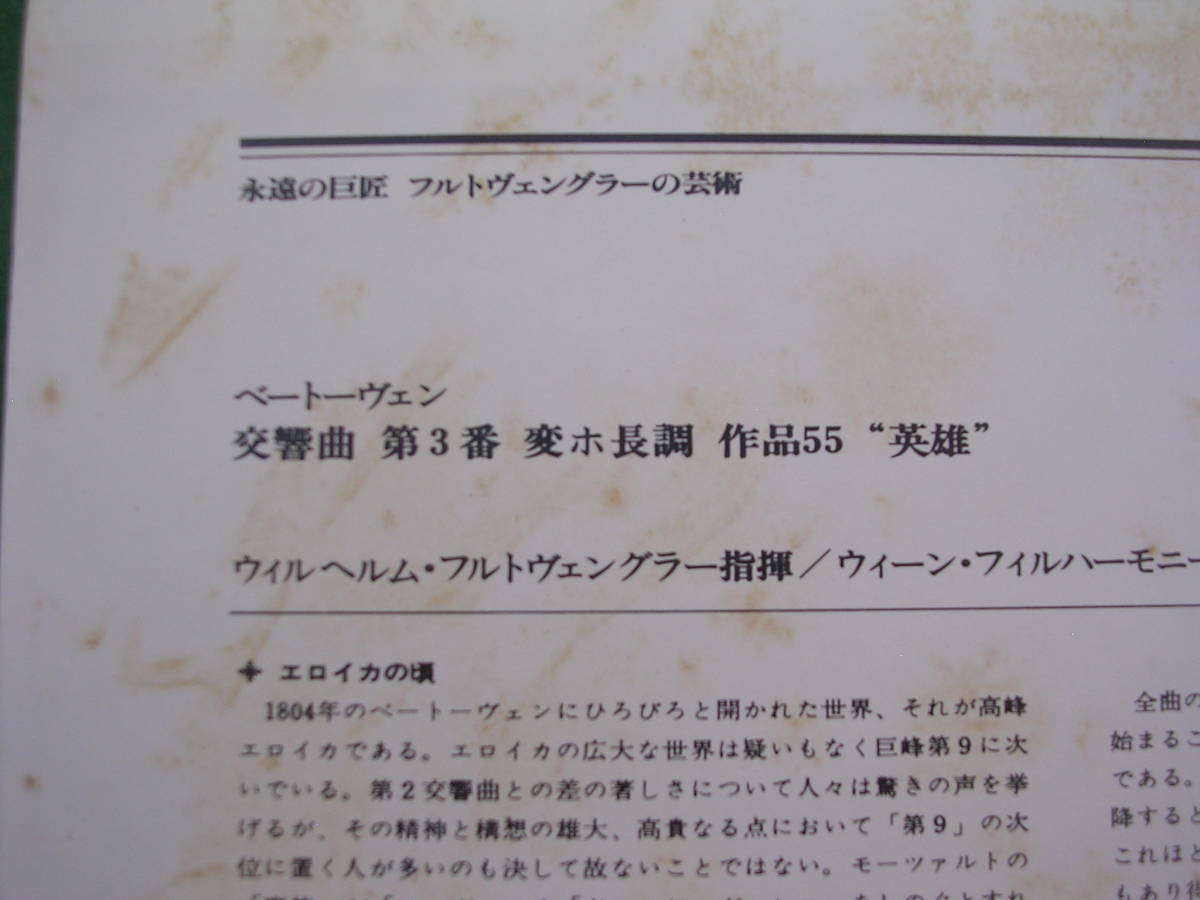 永遠の巨匠 フルトヴェングラーの芸術
ベートーヴェン
交響曲 第3番 変ホ長調 作品55 “英雄”
ウィルヘルム・フルトヴェングラー指揮／ウィーン・フィルハーモニー
✦ エロイカの頃
1804年のベートーヴェンにひろびろと開かれた世界、それが高峰
エロイカである。エロイカの広大な世界は疑いもなく巨峰第9に次
いでいる。第2交響曲との差の著しさについて人々は驚きの声を挙
げるが、その精神と構想の雄大、高貴なる点において「第9」の次
位に置く人が多いのも決して故ないことではない。モーツァルトの
全曲の
始まるこ
である。
降すると
これほど
もあり得